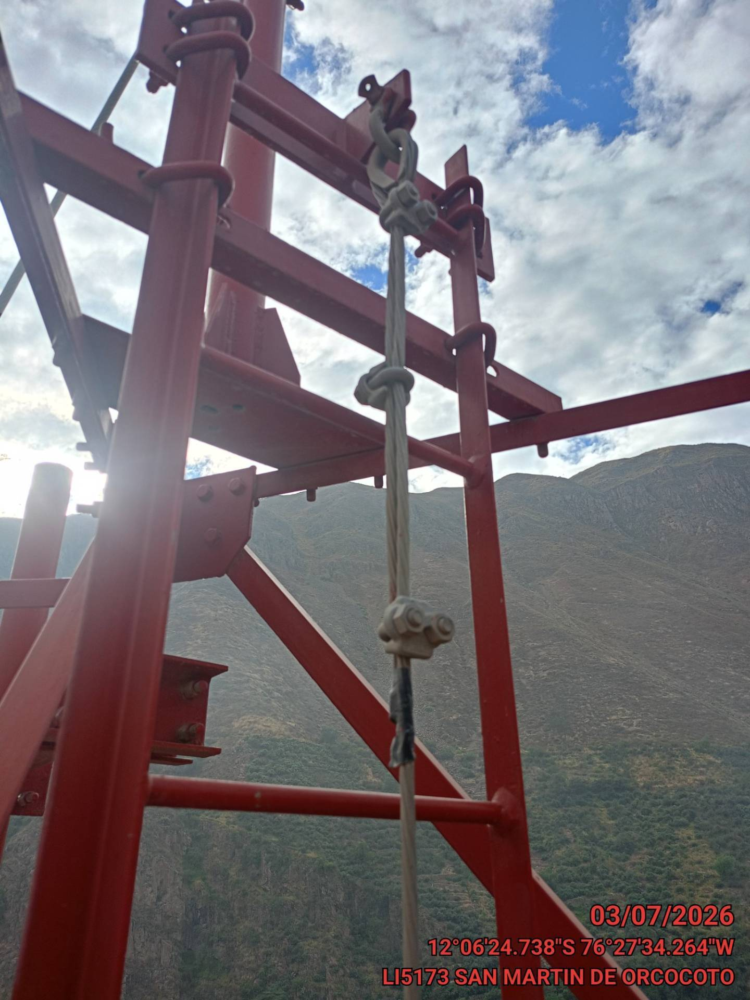 03/07/2026
12°06'24.738"S 76°27'34.264"W
LI5173 SAN MARTIN DE ORCOCOTO